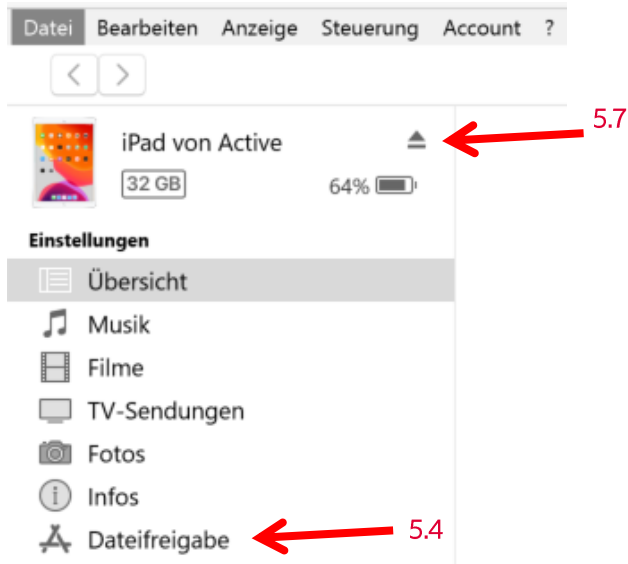 Datei Bearbeiten Anzeige Steuerung Account ?
5.7
iPad von Active
32 GB 64%
Einstellungen
Übersicht
Musik
Filme
TV-Sendungen
Fotos
Infos
Dateifreigabe 5.4